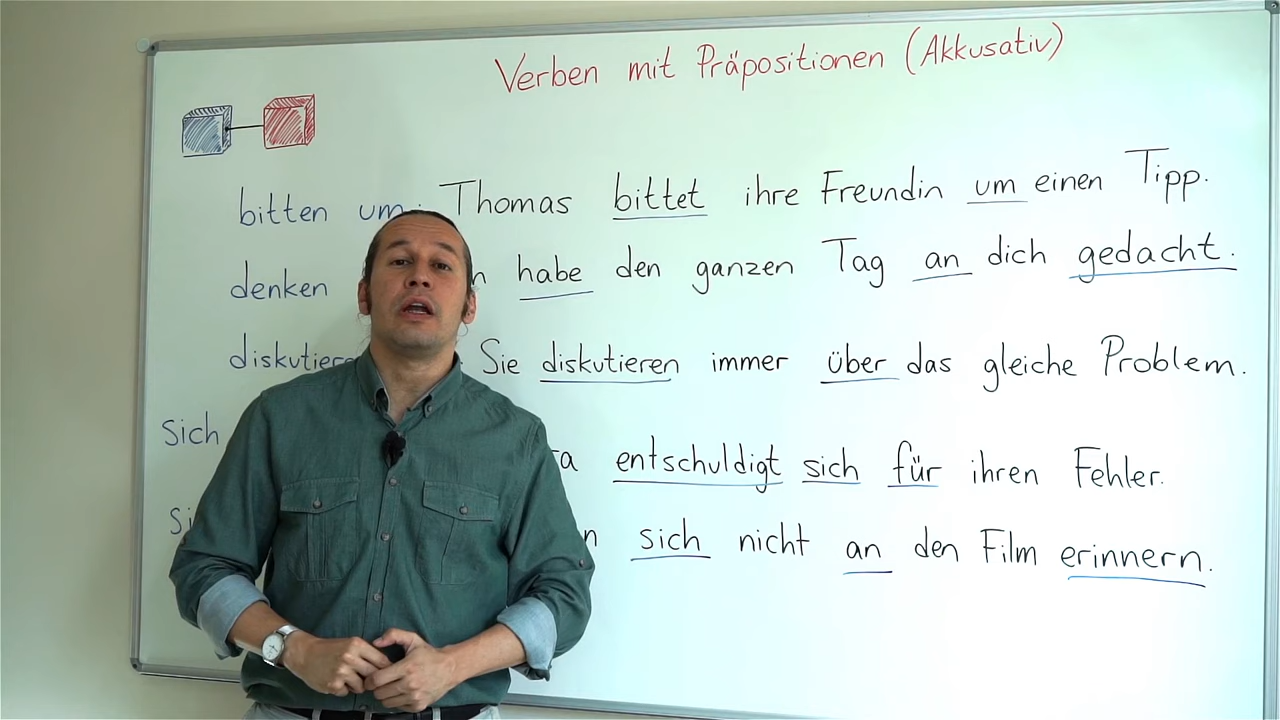 Verben mit Präpositionen (Akkusativ)
bitten um: Thomas bittet ihre Freundin um einen Tipp.
denken habe den ganzen Tag an dich gedacht.
Sie diskutieren immer über das gleiche Problem.
sich entschuldigt sich für ihren Fehler.
sich nicht an den Film erinnern.